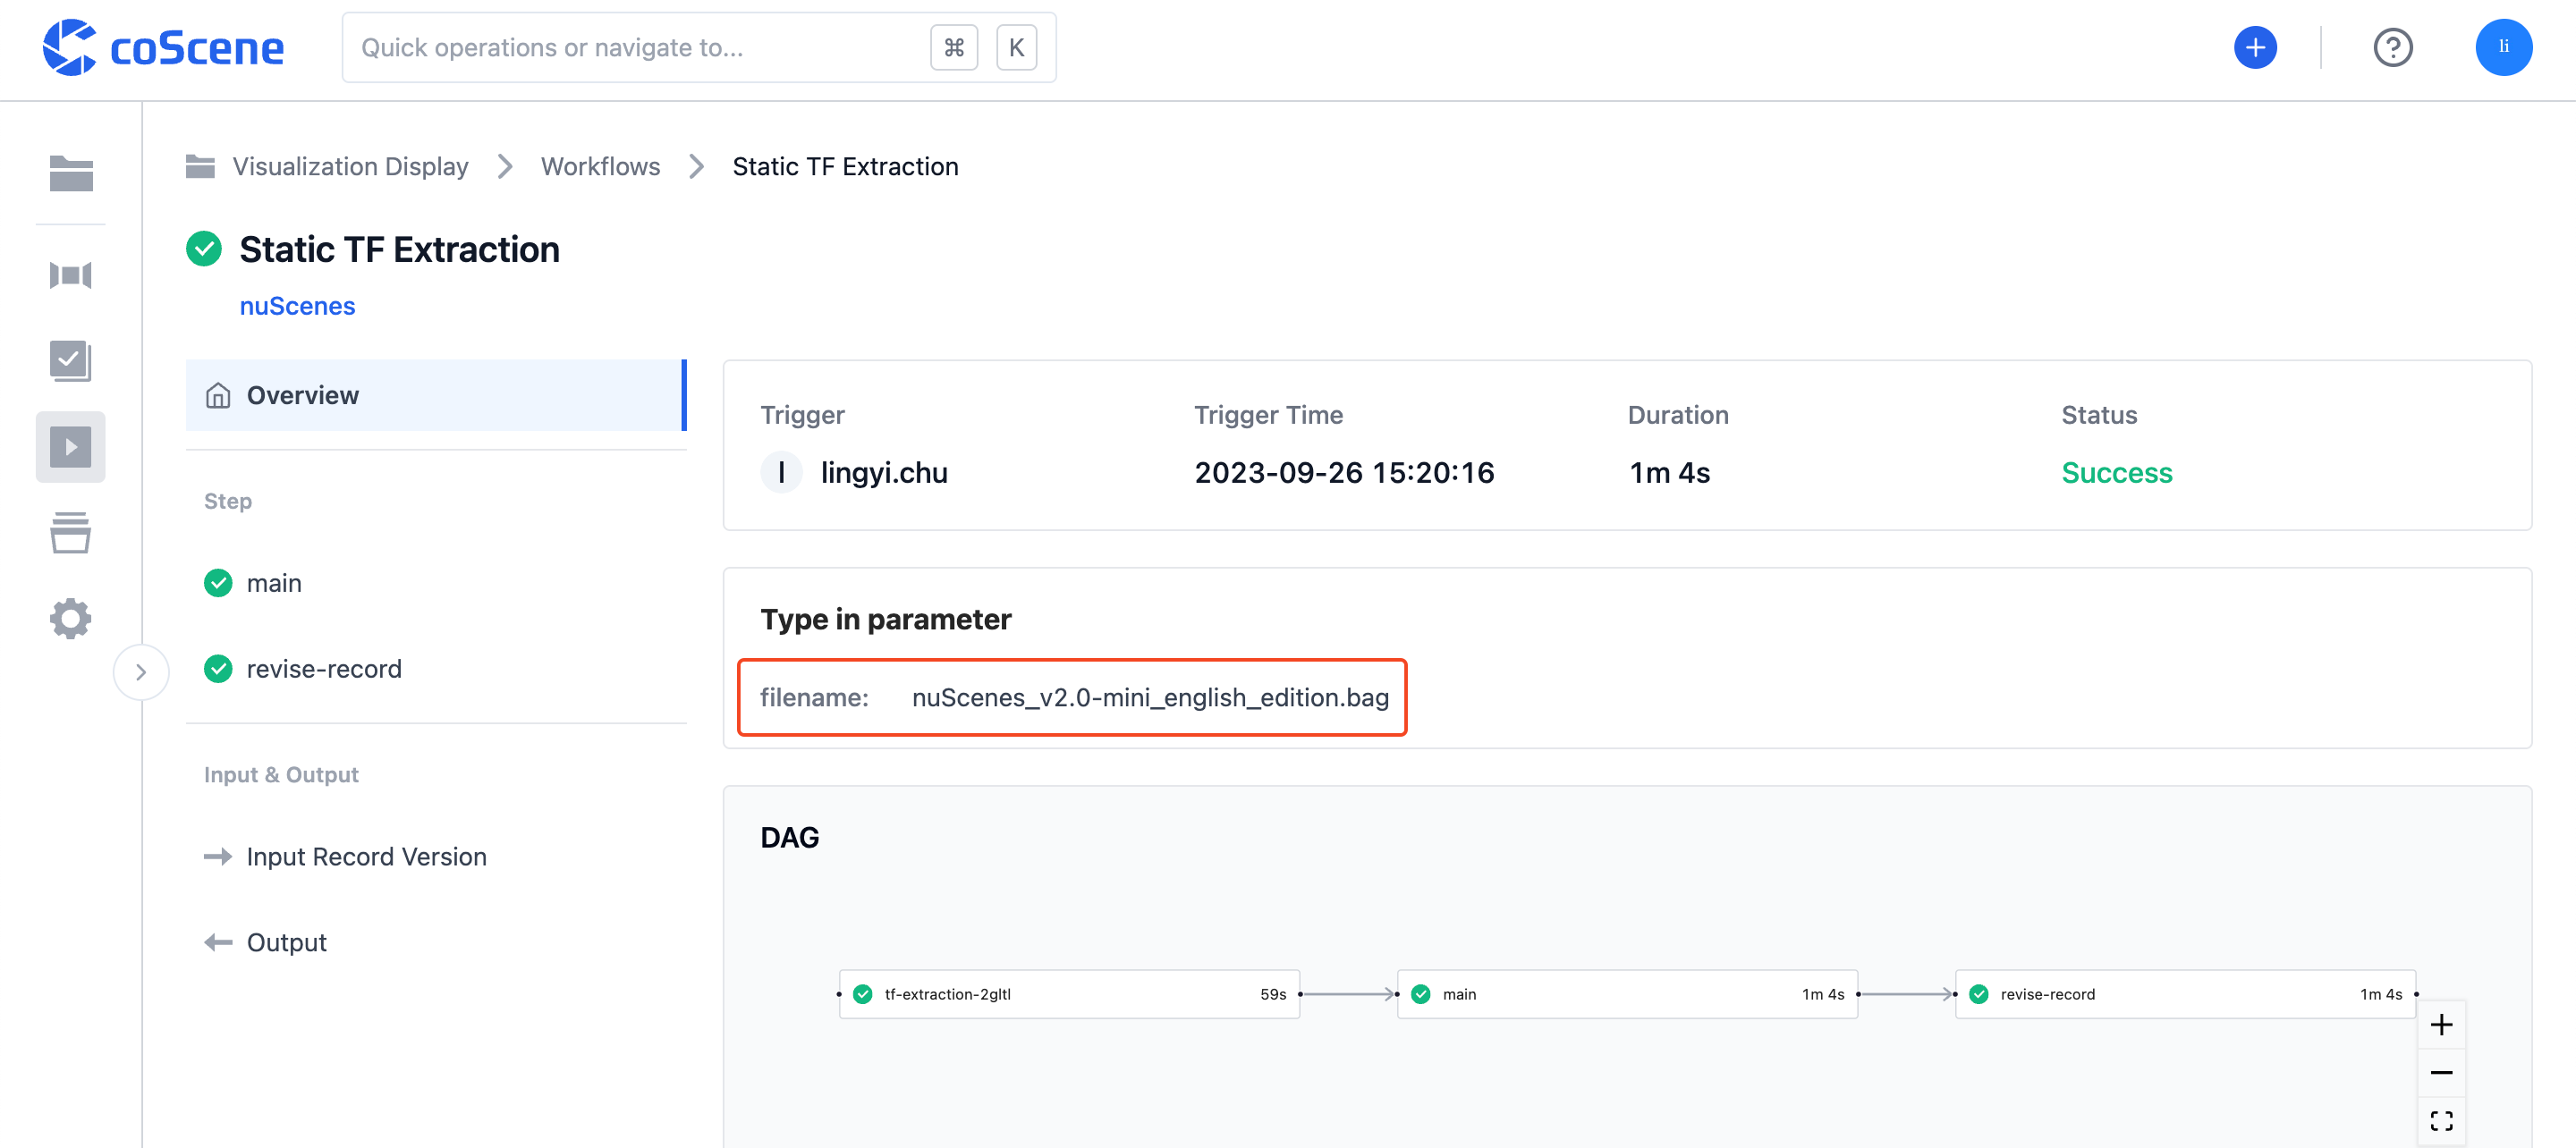 coScene
Quick operations or navigate to...
⌘ K
li
Visualization Display > Workflows > Static TF Extraction
Static TF Extraction
nuScenes
Overview
Step
main
revise-record
Input & Output
Input Record Version
Output
Trigger Trigger Time Duration Status
l lingyi.chu 2023-09-26 15:20:16 1m 4s Success
Type in parameter
filename: nuScenes_v2.0-mini_english_edition.bag
DAG
tf-extraction-2gltl 59s main 1m 4s revise-record 1m 4s